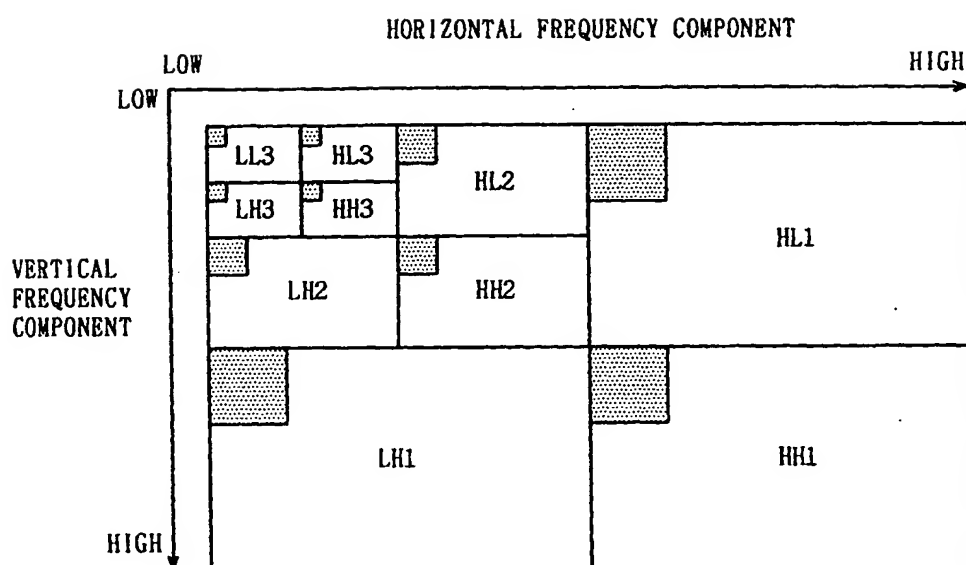 HORIZONTAL FREQUENCY COMPONENT
LOW
HIGH
LOW
LL3
HL3
HL2
LH3
HH3
HL1
VERTICAL
FREQUENCY
COMPONENT
LH2
HH2
LH1
HH1
HIGH